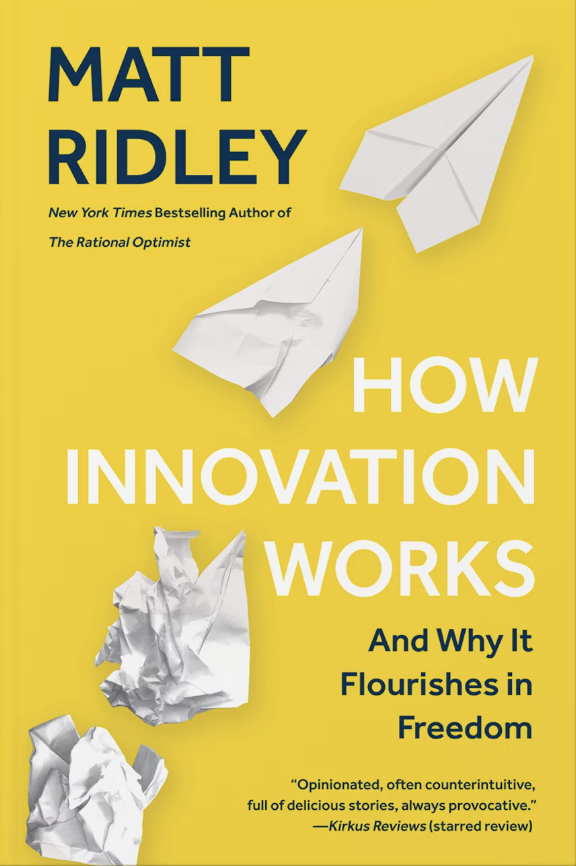 MATT
RIDLEY
New York Times Bestselling Author of
The Rational Optimist
HOW
INNOVATION
WORKS
And Why It
Flourishes in
Freedom
“Opinionated, often counterintuitive,
full of delicious stories, always provocative.”
—Kirkus Reviews (starred review)